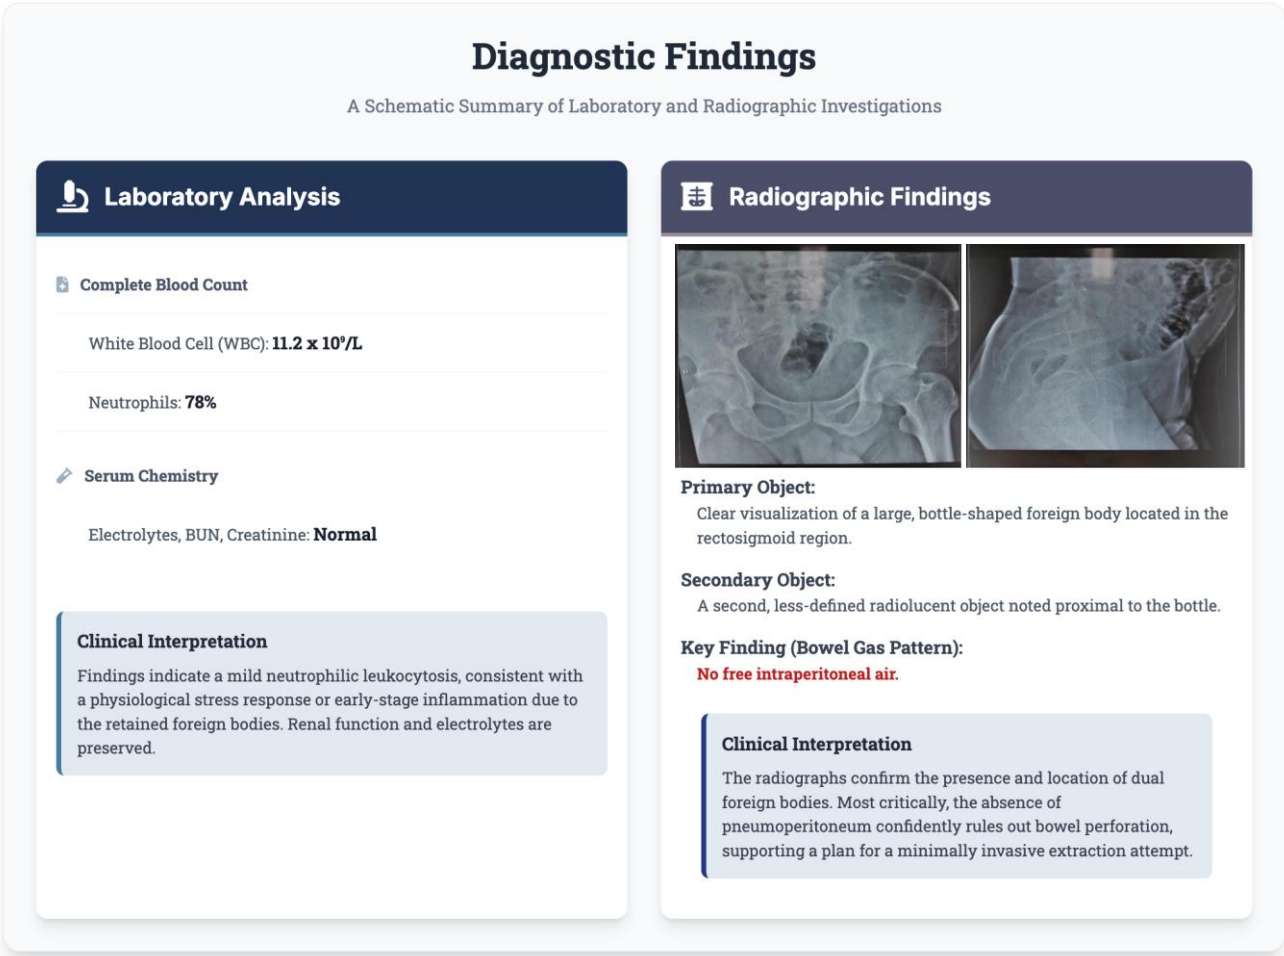 Diagnostic Findings
A Schematic Summary of Laboratory and Radiographic Investigations
Laboratory Analysis
Complete Blood Count
White Blood Cell (WBC): 11.2 x 10⁹/L
Neutrophils: 78%
Serum Chemistry
Electrolytes, BUN, Creatinine: Normal
Clinical Interpretation
Findings indicate a mild neutrophilic leukocytosis, consistent with
a physiological stress response or early-stage inflammation due to
the retained foreign bodies. Renal function and electrolytes are
preserved.
Radiographic Findings
Primary Object:
Clear visualization of a large, bottle-shaped foreign body located in the
rectosigmoid region.
Secondary Object:
A second, less-defined radiolucent object noted proximal to the bottle.
Key Finding (Bowel Gas Pattern):
No free intraperitoneal air.
Clinical Interpretation
The radiographs confirm the presence and location of dual
foreign bodies. Most critically, the absence of
pneumoperitoneum confidently rules out bowel perforation,
supporting a plan for a minimally invasive extraction attempt.